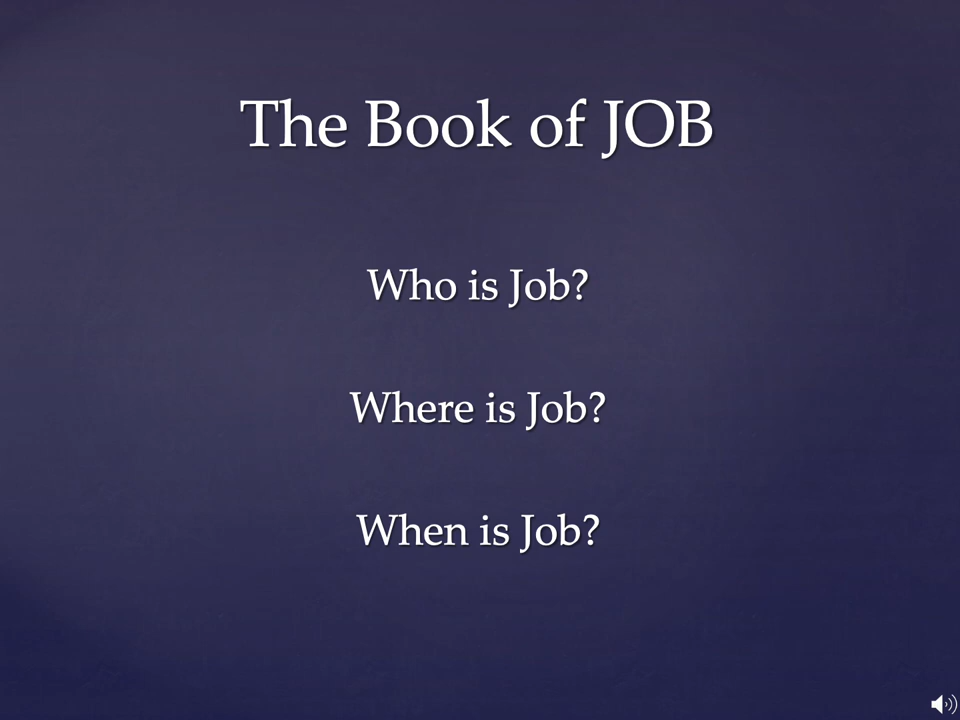 The Book of JOB
Who is Job?
Where is Job?
When is Job?